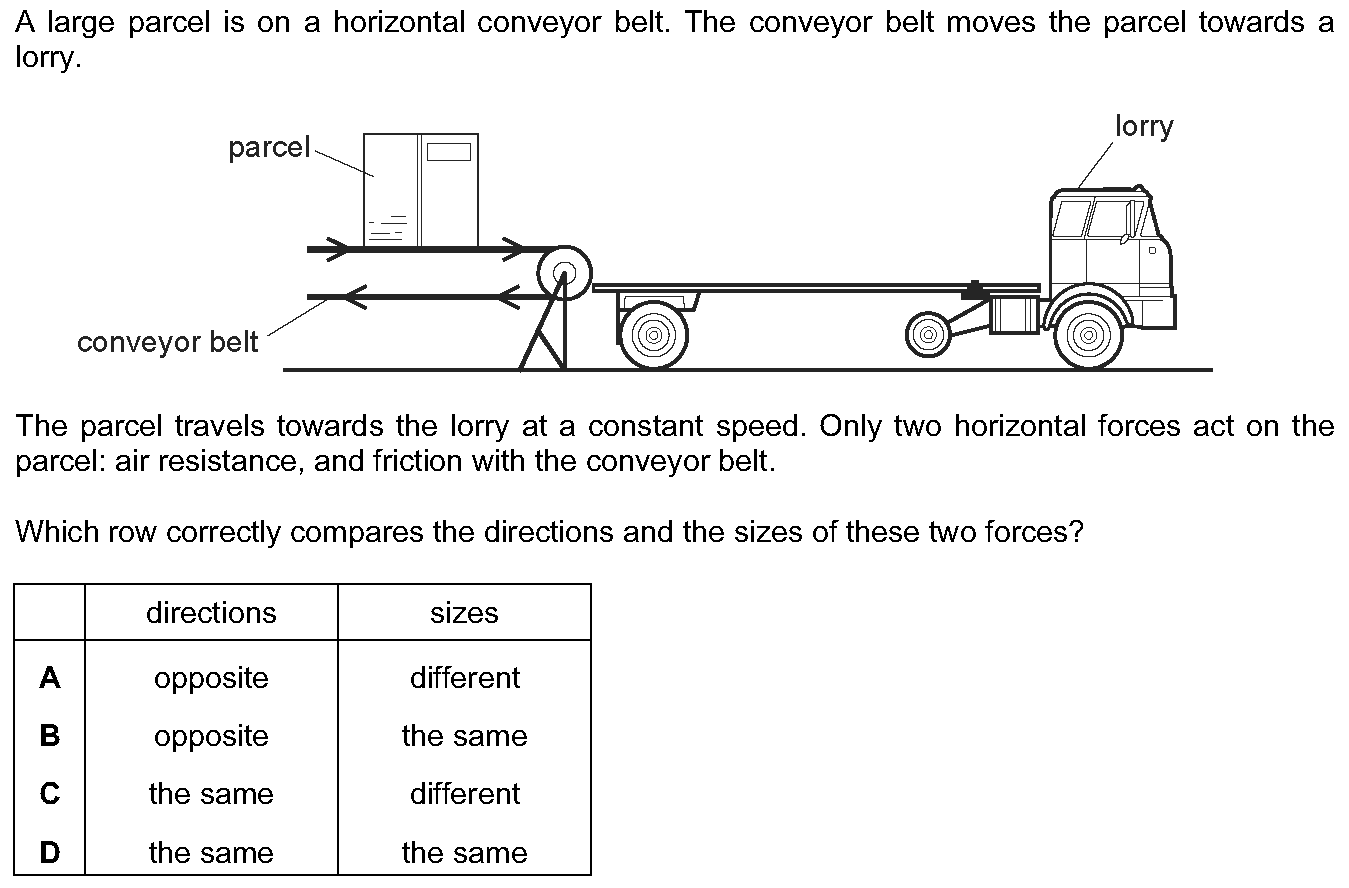 A large parcel is on a horizontal conveyor belt. The conveyor belt moves the parcel towards a
lorry.
lorry
parcel
conveyor belt
The parcel travels towards the lorry at a constant speed. Only two horizontal forces act on the
parcel: air resistance, and friction with the conveyor belt.
Which row correctly compares the directions and the sizes of these two forces?
directions sizes
A opposite different
B opposite the same
C the same different
D the same the same